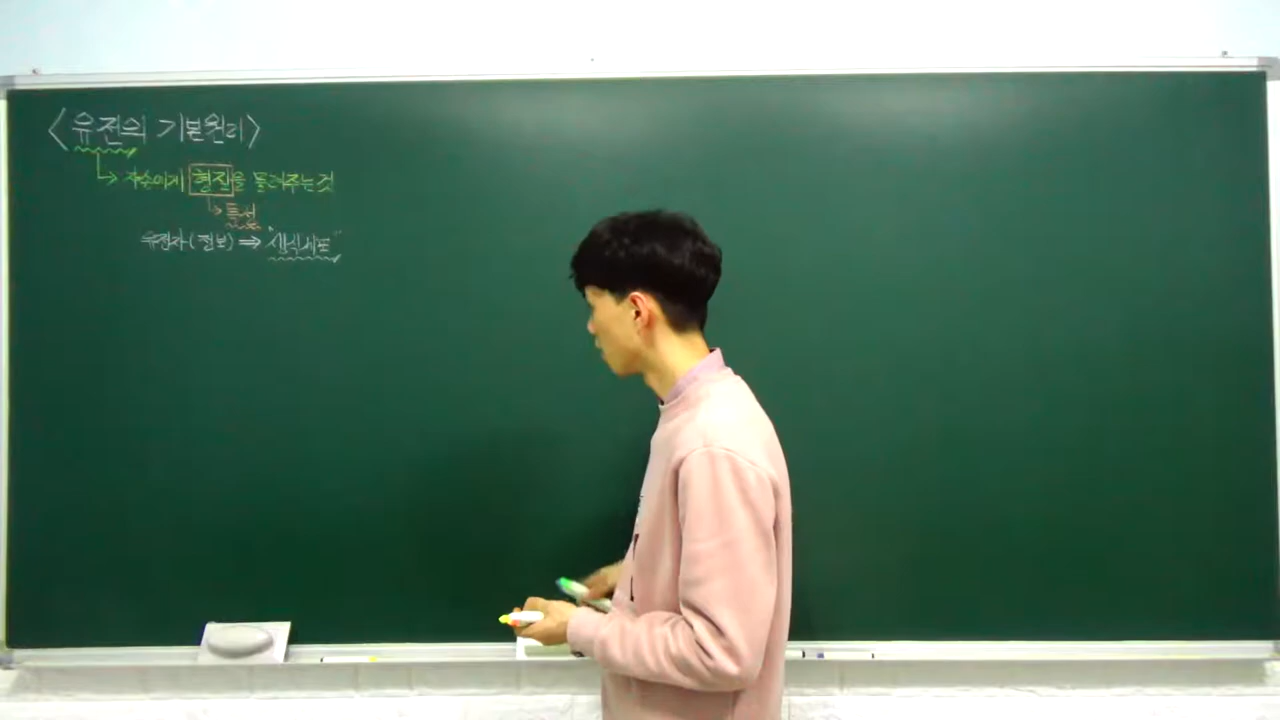 <유전의 기본원리>
↳ 자손에게 형질을 물려주는 것
↳ 특성
유전자(정보) ⇒ "생식세포"